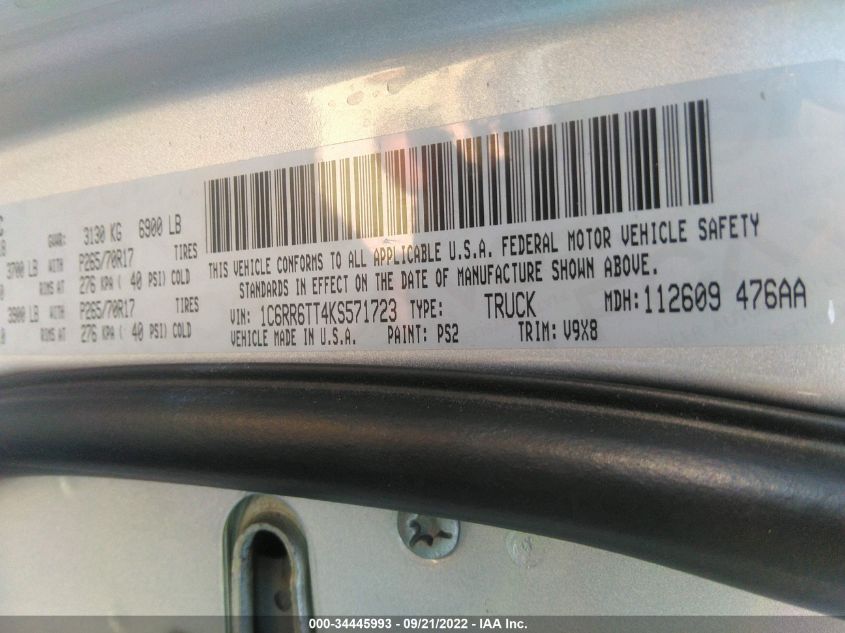 GVWR: 3130 KG 6900 LB
3700 LB WITH P265/70R17 TIRES
RIMS AT 276 KPA ( 40 PSI) COLD
3900 LB WITH P265/70R17 TIRES
RIMS AT 276 KPA ( 40 PSI) COLD
THIS VEHICLE CONFORMS TO ALL APPLICABLE U.S.A. FEDERAL MOTOR VEHICLE SAFETY
STANDARDS IN EFFECT ON THE DATE OF MANUFACTURE SHOWN ABOVE.
VIN: 1C6RR6TT4KS571723 TYPE: TRUCK MDH: 112609 476AA
VEHICLE MADE IN U.S.A. PAINT: PS2 TRIM: V9X8
000-34445993 - 09/21/2022 - IAA Inc.